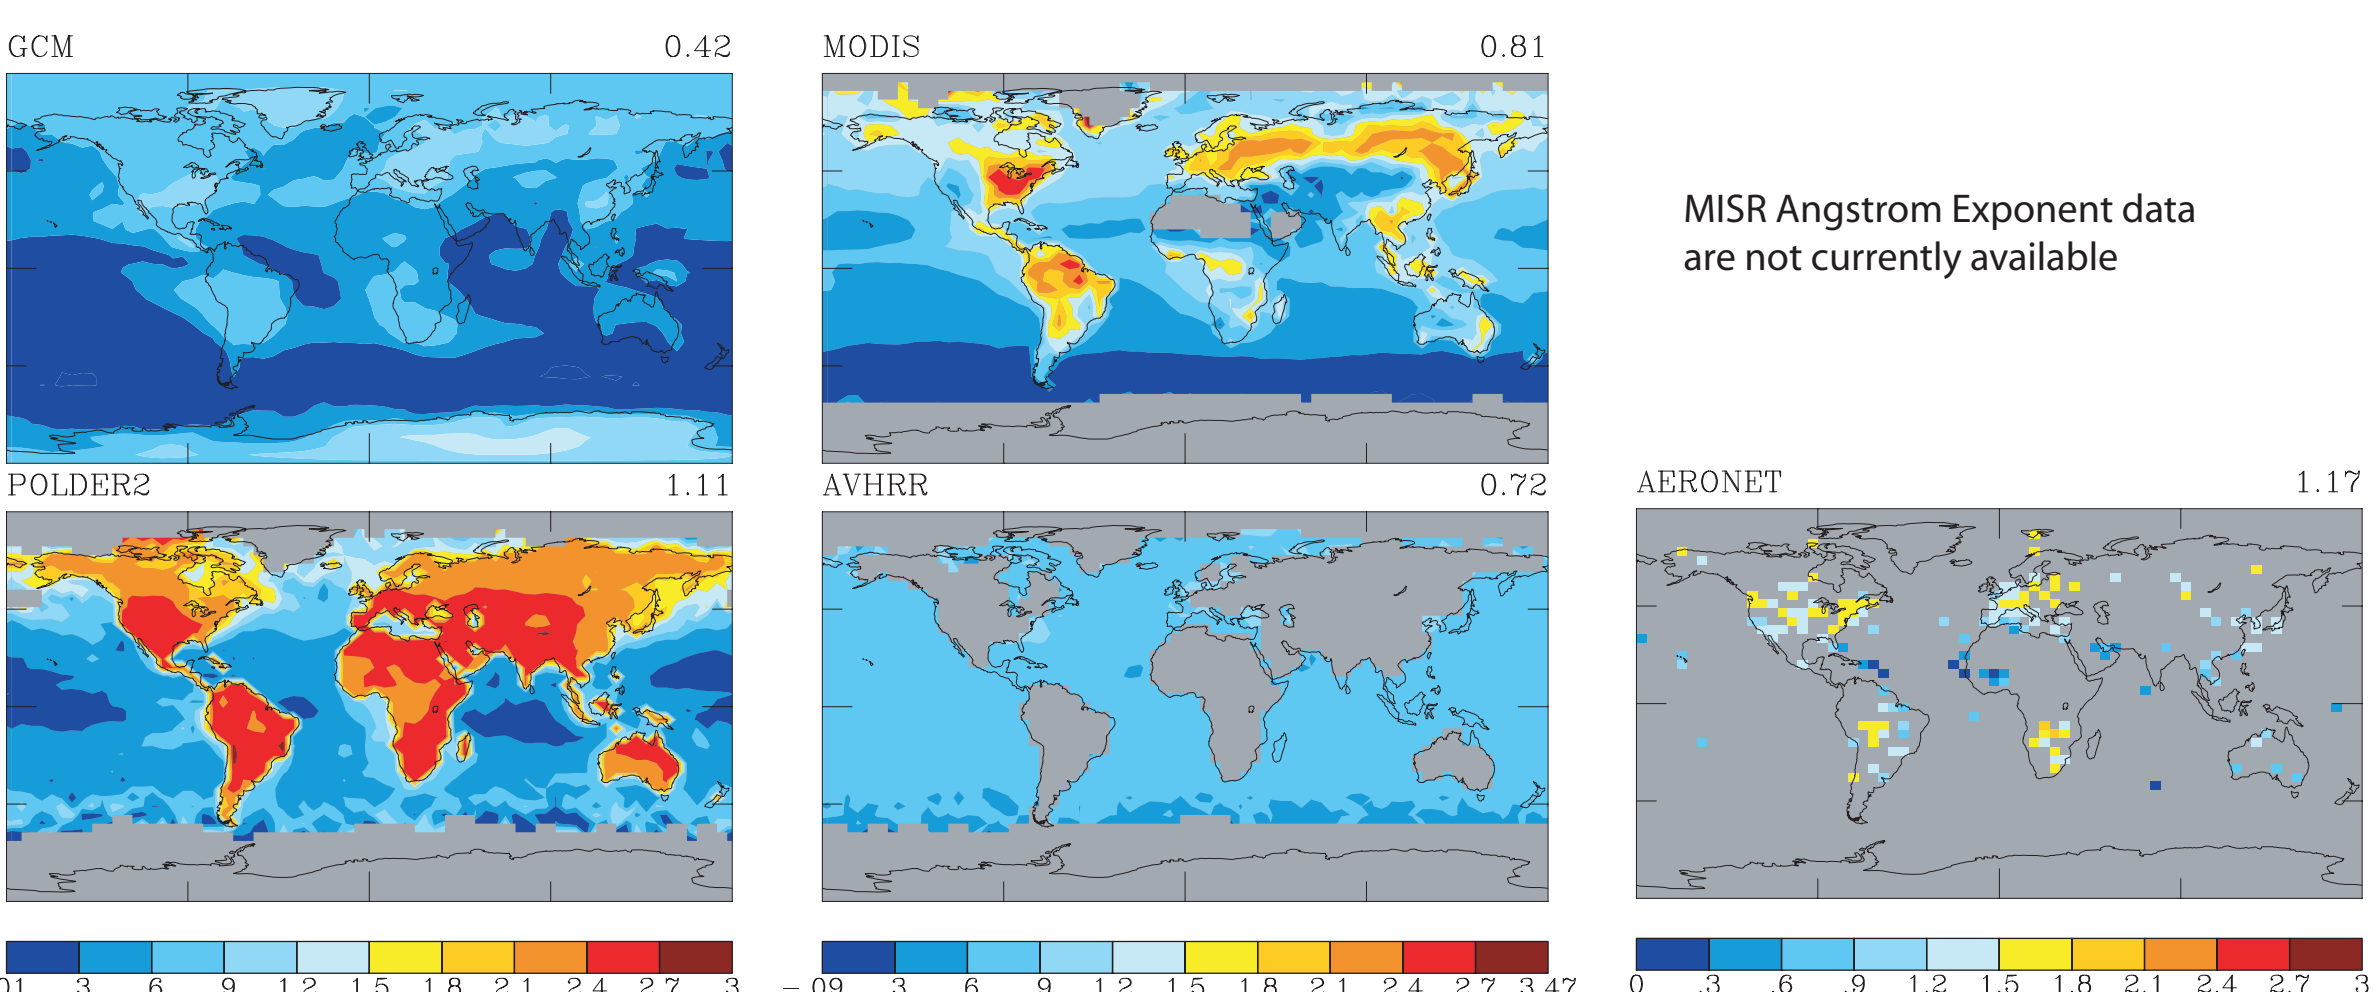 GCM 0.42
MODIS 0.81
MISR Angstrom Exponent data
are not currently available
POLDER2 1.11
AVHRR 0.72
AERONET 1.17
.3 .6 .9 1.2 1.5 1.8 2.1 2.4 2.7 3
-.09 .3 .6 .9 1.2 1.5 1.8 2.1 2.4 2.7 3.47
0 .3 .6 .9 1.2 1.5 1.8 2.1 2.4 2.7 3